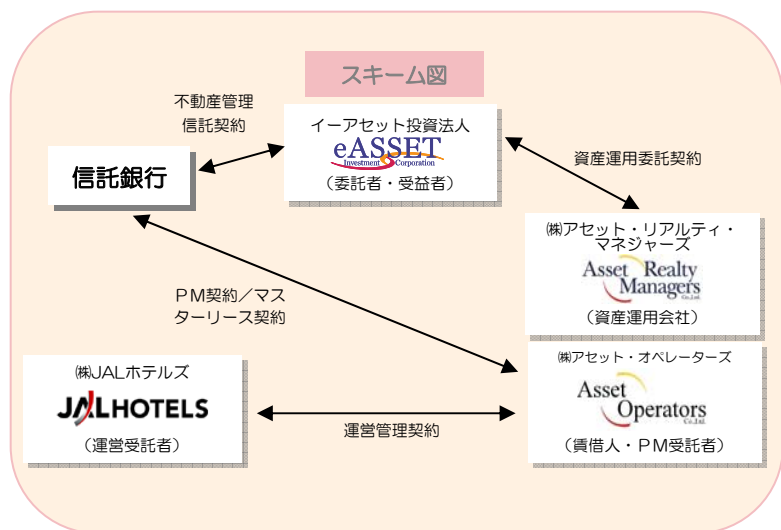 スキーム図
不動産管理
信託契約
イーアセット投資法人
eASSET
Investment Corporation
(委託者・受益者)
信託銀行
資産運用委託契約
㈱アセット・リアルティ・
マネジャーズ
Asset Realty
Managers
Co.,Ltd.
(資産運用会社)
PM契約/マス
ターリース契約
㈱JALホテルズ
JALHOTELS
(運営受託者)
運営管理契約
㈱アセット・オペレーターズ
Asset
Operators
Co.,Ltd.
(賃借人・PM受託者)